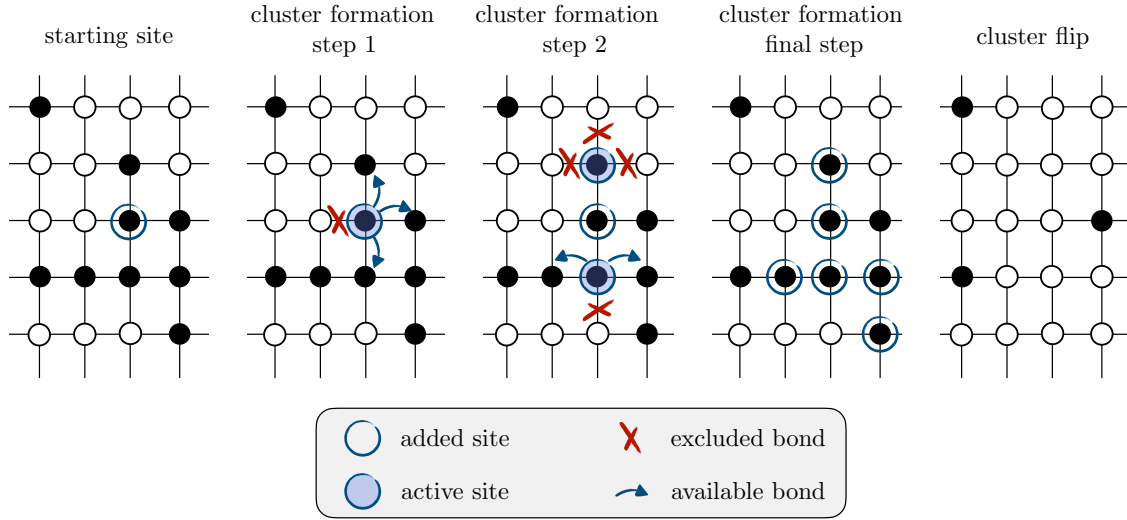 starting site
cluster formation
step 1
cluster formation
step 2
cluster formation
final step
cluster flip
added site
excluded bond
active site
available bond